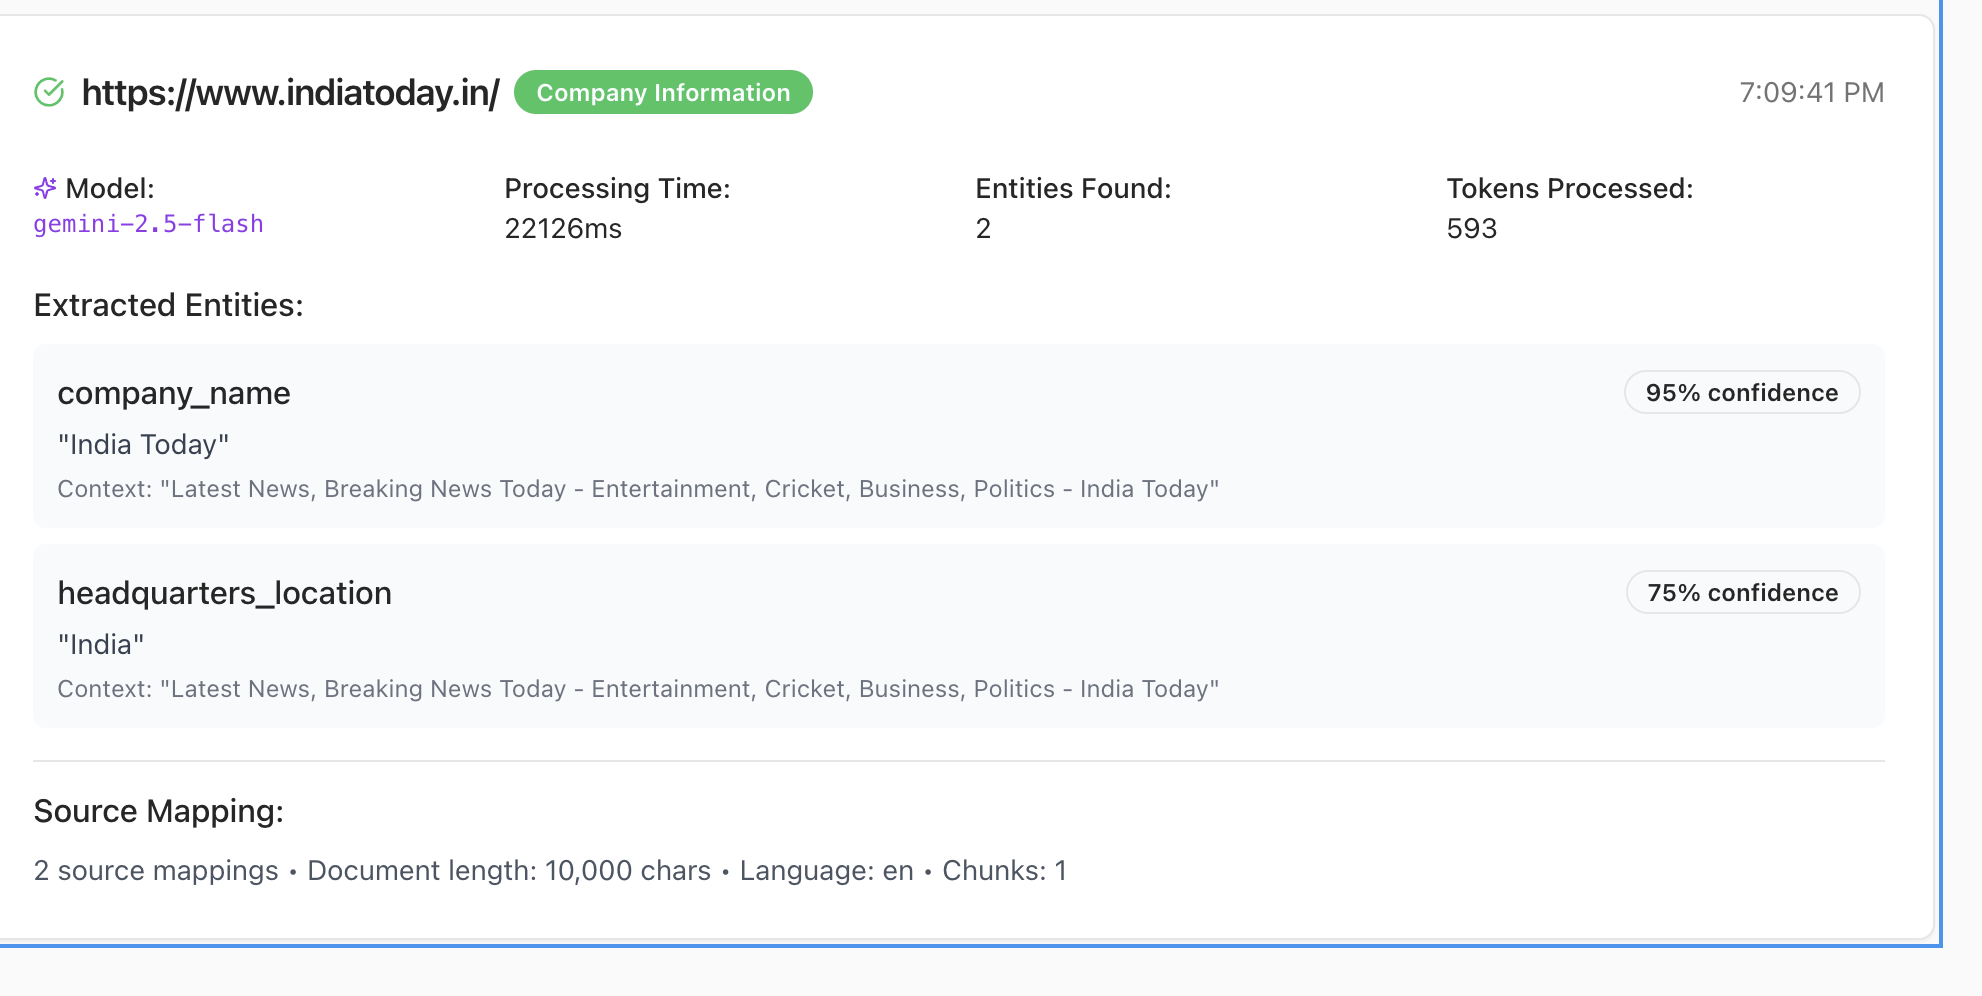 https://www.indiatoday.in/ Company Information 7:09:41 PM
Model: Processing Time: Entities Found: Tokens Processed:
gemini-2.5-flash 22126ms 2 593
Extracted Entities:
company_name 95% confidence
"India Today"
Context: "Latest News, Breaking News Today - Entertainment, Cricket, Business, Politics - India Today"
headquarters_location 75% confidence
"India"
Context: "Latest News, Breaking News Today - Entertainment, Cricket, Business, Politics - India Today"
Source Mapping:
2 source mappings • Document length: 10,000 chars • Language: en • Chunks: 1